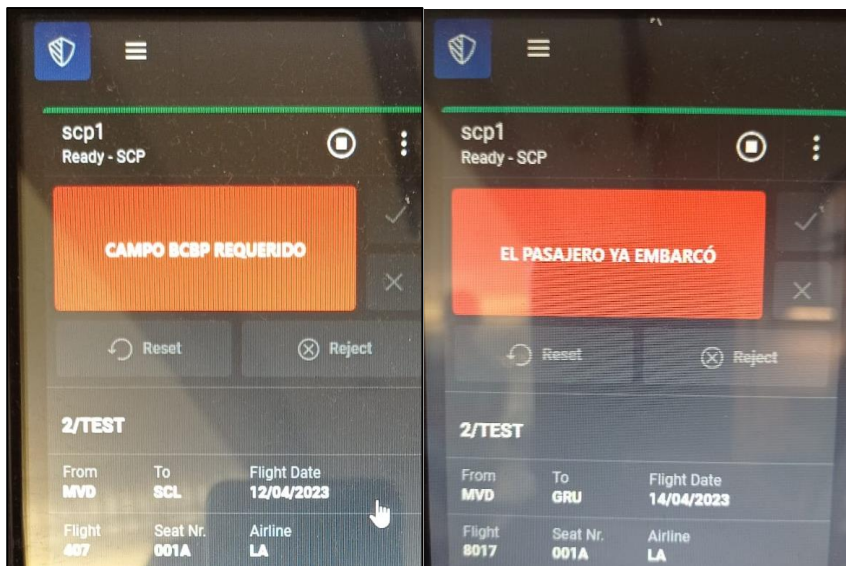 scp1
Ready - SCP
CAMPO BCBP REQUERIDO
Reset
Reject
2/TEST
From To Flight Date
MVD SCL 12/04/2023
Flight Seat Nr. Airline
407 001A LA
scp1
Ready - SCP
EL PASAJERO YA EMBARCÓ
Reset
Reject
2/TEST
From To Flight Date
MVD GRU 14/04/2023
Flight Seat Nr. Airline
8017 001A LA